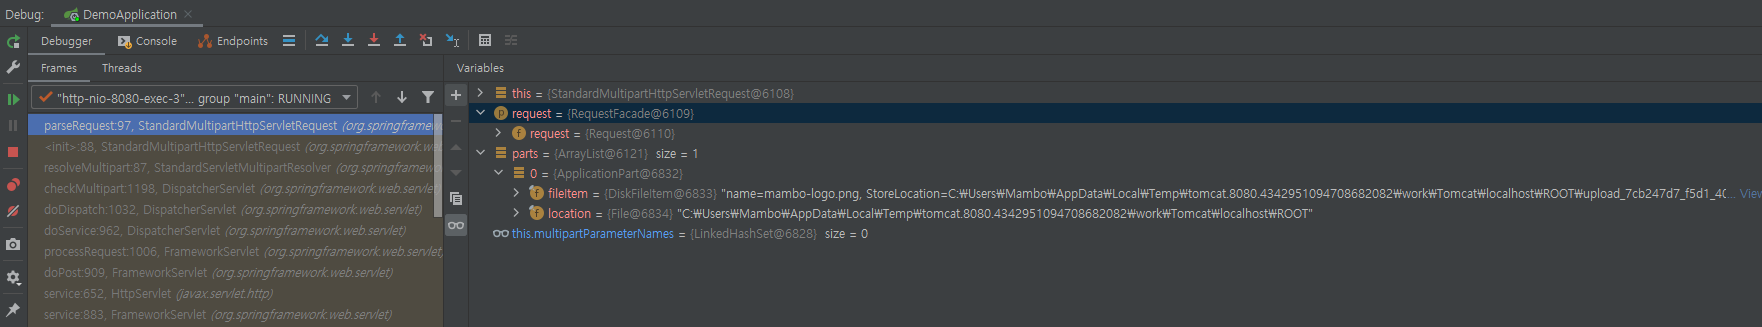 Debug: DemoApplication ×
Debugger Console Endpoints
Frames Threads
Variables
"http-nio-8080-exec-3"... group "main": RUNNING
parseRequest:97, StandardMultipartHttpServletRequest (org.springframew
<init>:88, StandardMultipartHttpServletRequest (org.springframework.we
resolveMultipart:87, StandardServletMultipartResolver (org.springframew
checkMultipart:1198, DispatcherServlet (org.springframework.web.servlet)
doDispatch:1032, DispatcherServlet (org.springframework.web.servlet)
doService:962, DispatcherServlet (org.springframework.web.servlet)
processRequest:1006, FrameworkServlet (org.springframework.web.servlet)
doPost:909, FrameworkServlet (org.springframework.web.servlet)
service:652, HttpServlet (javax.servlet.http)
service:883, FrameworkServlet (org.springframework.web.servlet)
this = {StandardMultipartHttpServletRequest@6108}
p request = {RequestFacade@6109}
f request = {Request@6110}
parts = {ArrayList@6121} size = 1
0 = {ApplicationPart@6832}
f fileItem = {DiskFileItem@6833} "name=mambo-logo.png, StoreLocation=C:₩Users₩Mambo₩AppData₩Local₩Temp₩tomcat.8080.4342951094708682082₩work₩Tomcat₩localhost₩ROOT₩upload_7cb247d7_f5d1_40... View
f location = {File@6834} "C:₩Users₩Mambo₩AppData₩Local₩Temp₩tomcat.8080.4342951094708682082₩work₩Tomcat₩localhost₩ROOT"
this.multipartParameterNames = {LinkedHashSet@6828} size = 0